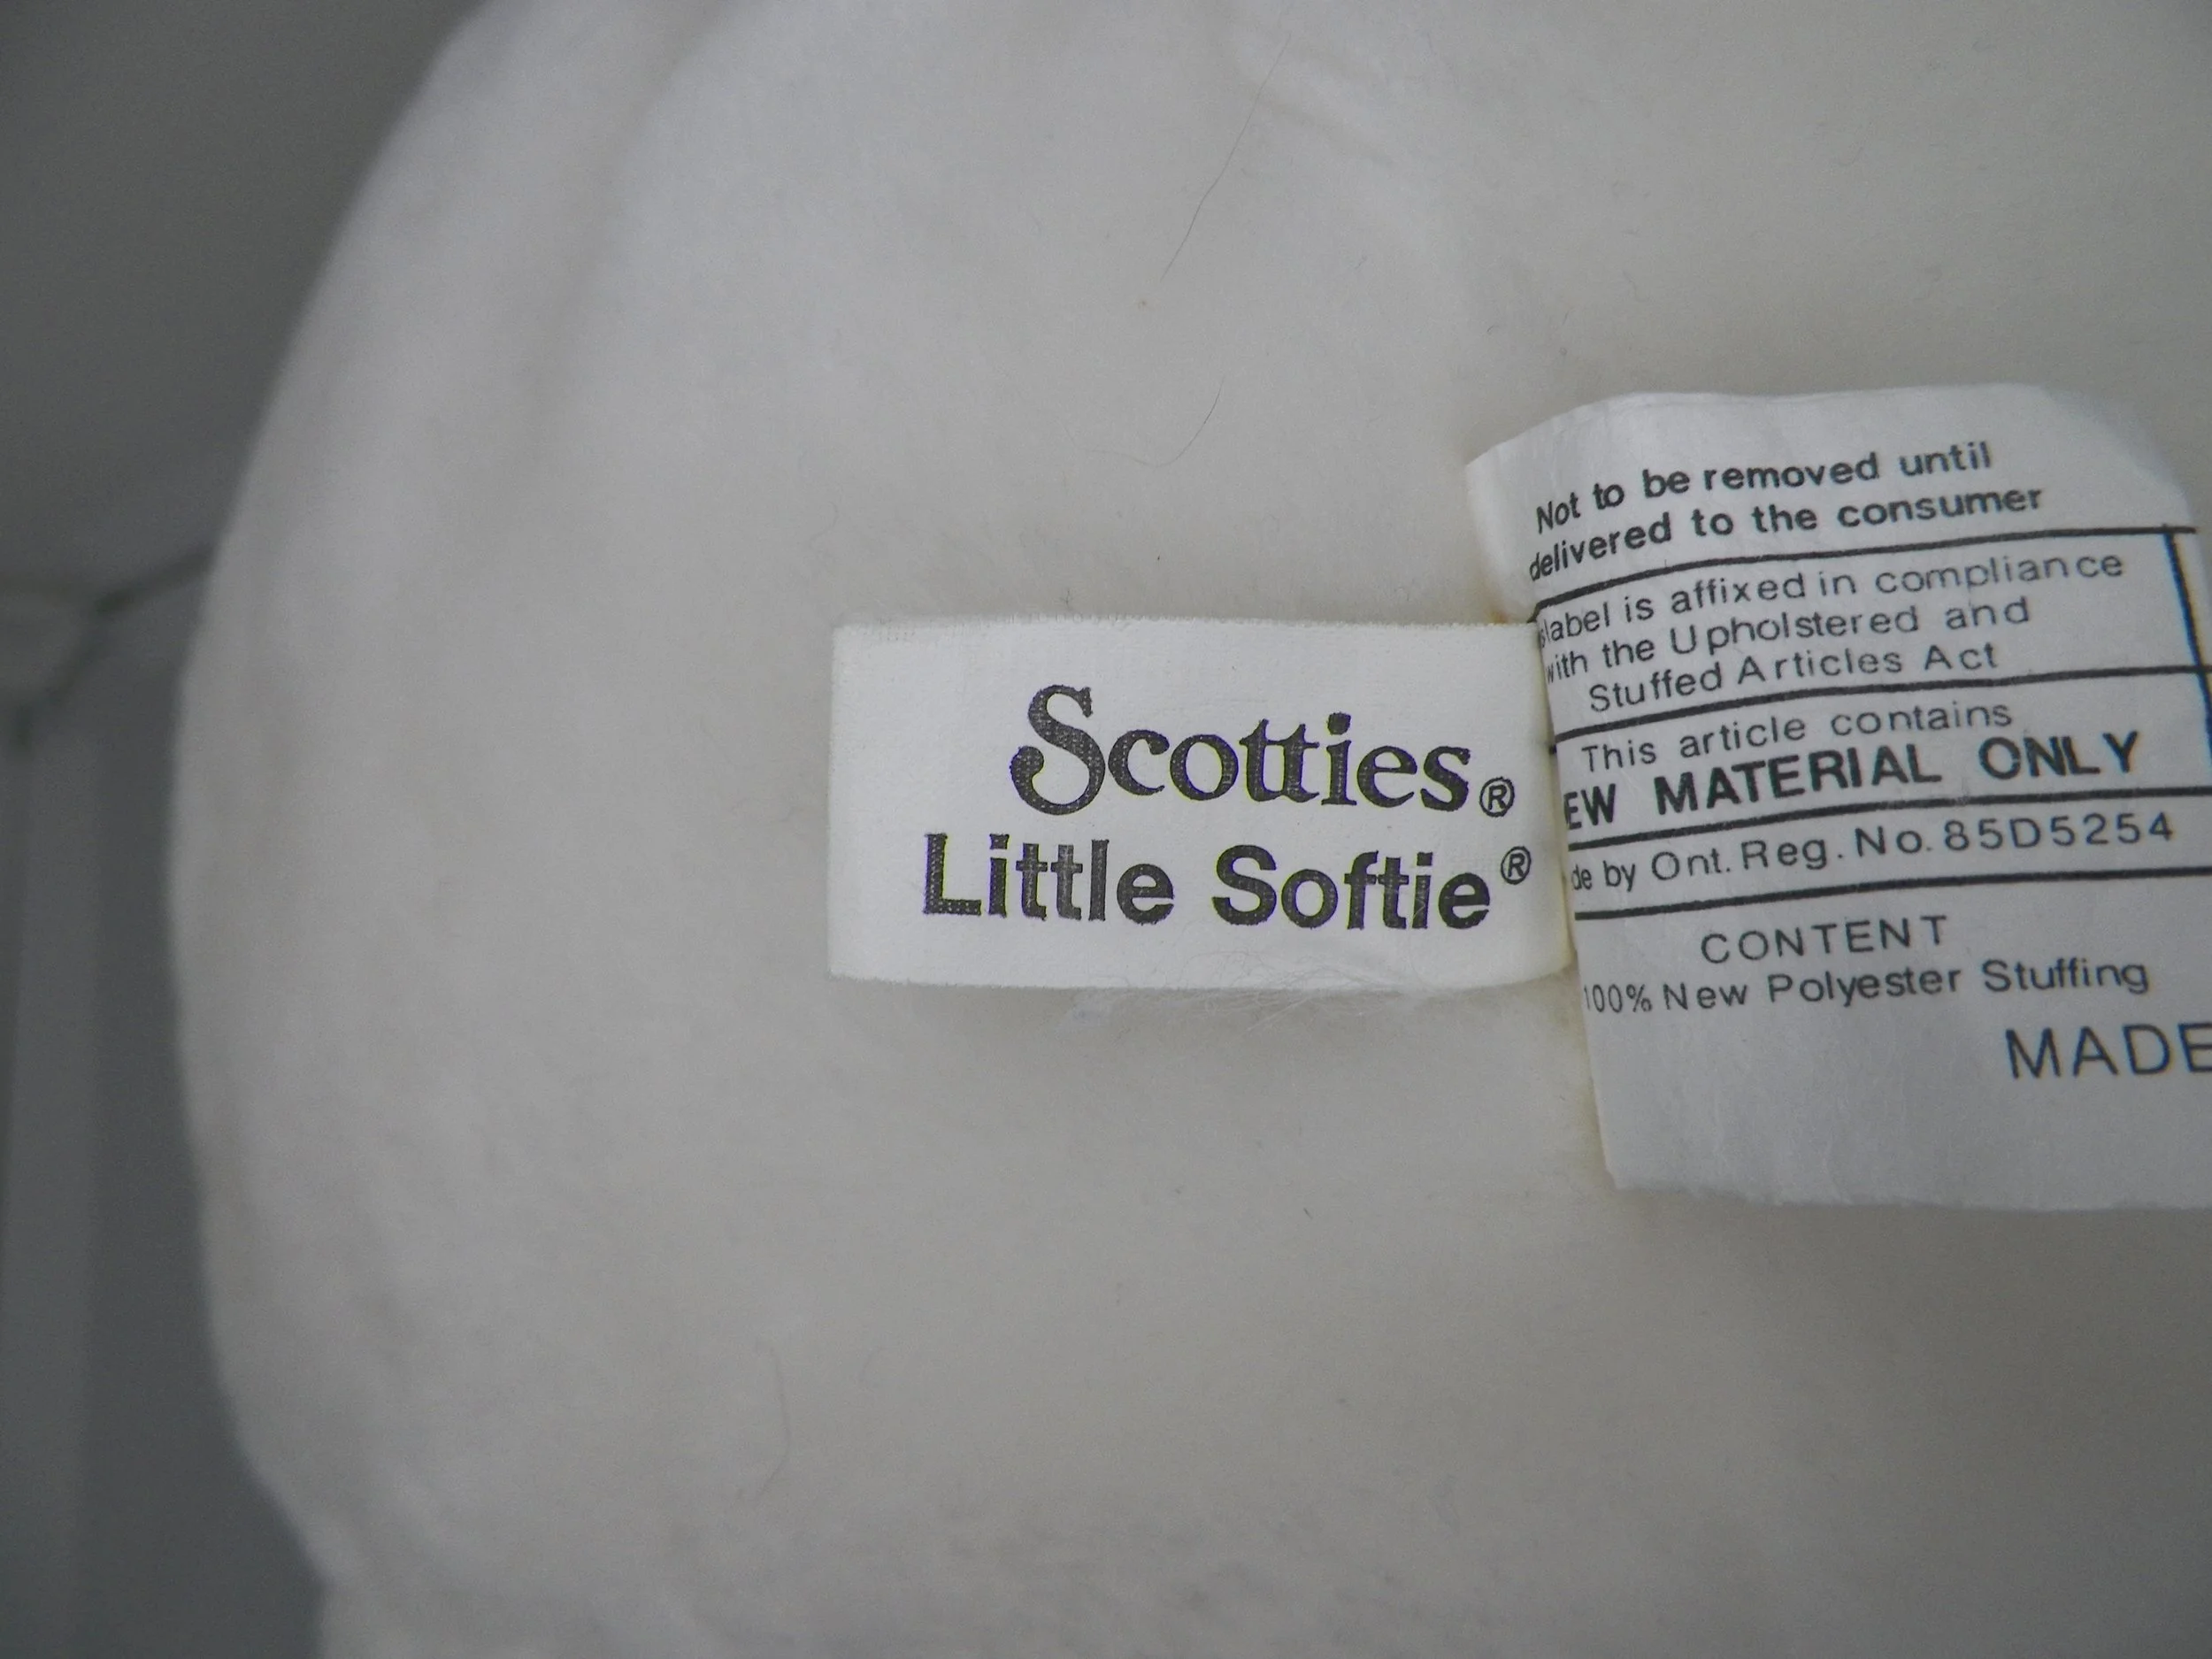 Scotties®
Little Softie®
Not to be removed until
delivered to the consumer
label is affixed in compliance
with the Upholstered and
Stuffed Articles Act
This article contains
EW MATERIAL ONLY
de by Ont. Reg. No. 85D5254
CONTENT
100% New Polyester Stuffing
MADE